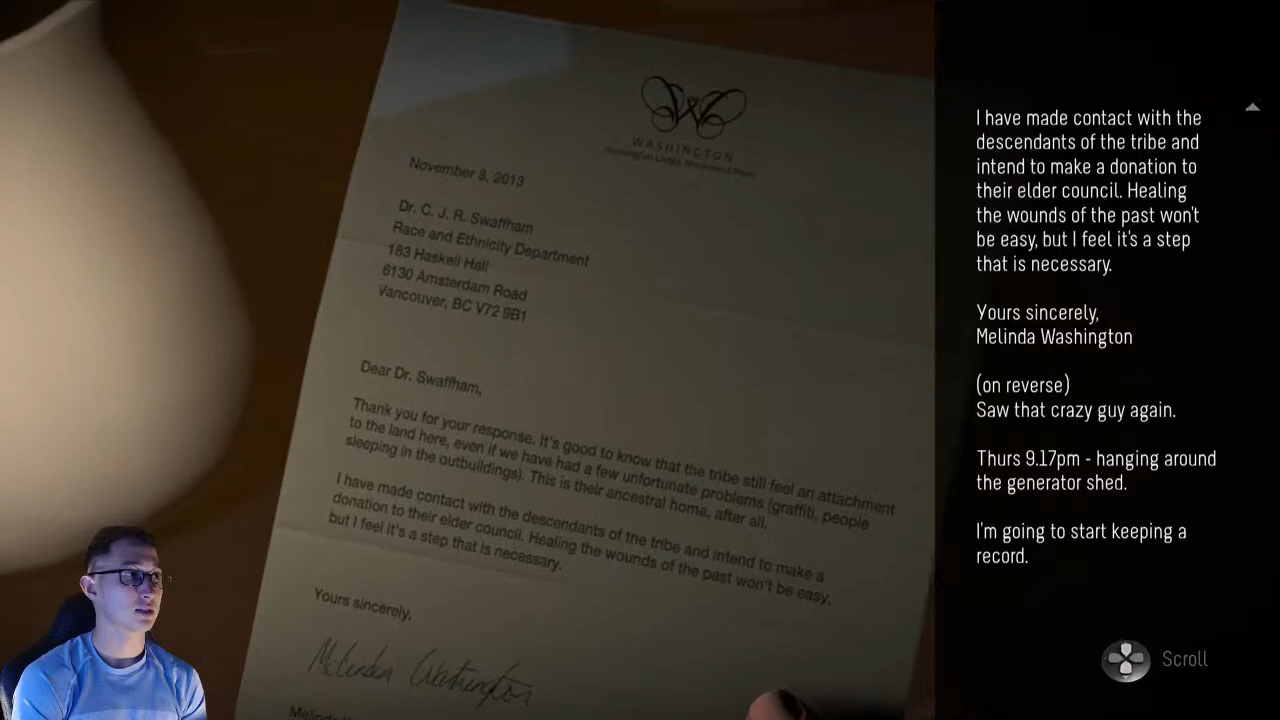 WASHINGTON
November 8, 2013
Dr. C. J. R. Swaffham
Race and Ethnicity Department
183 Haskell Hall
6130 Amsterdam Road
Vancouver, BC V72 9B1
Dear Dr. Swaffham,
Thank you for your response. It's good to know that the tribe still feel an attachment
to the land here, even if we have had a few unfortunate problems (graffiti, people
sleeping in the outbuildings). This is their ancestral home, after all.
I have made contact with the descendants of the tribe and intend to make a
donation to their elder council. Healing the wounds of the past won't be easy,
but I feel it's a step that is necessary.
Yours sincerely,
Melinda Washington
I have made contact with the
descendants of the tribe and
intend to make a donation to
their elder council. Healing
the wounds of the past won't
be easy, but I feel it's a step
that is necessary.
Yours sincerely,
Melinda Washington
(on reverse)
Saw that crazy guy again.
Thurs 9.17pm - hanging around
the generator shed.
I'm going to start keeping a
record.
Scroll